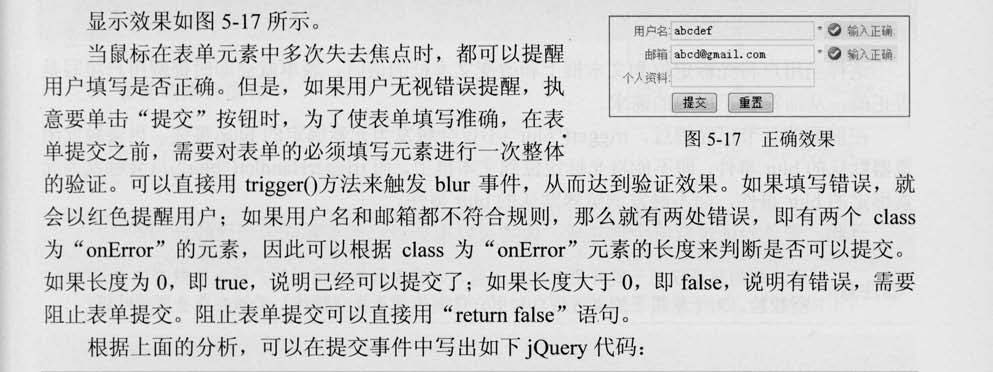 显示效果如图 5-17 所示。
当鼠标在表单元素中多次失去焦点时，都可以提醒
用户填写是否正确。但是，如果用户无视错误提醒，执
意要单击“提交”按钮时，为了使表单填写准确，在表
单提交之前，需要对表单的必须填写元素进行一次整体
的验证。可以直接用 trigger()方法来触发 blur 事件，从而达到验证效果。如果填写错误，就
会以红色提醒用户；如果用户名和邮箱都不符合规则，那么就有两处错误，即有两个 class
为“onError”的元素，因此可以根据 class 为“onError”元素的长度来判断是否可以提交。
如果长度为 0，即 true，说明已经可以提交了；如果长度大于 0，即 false，说明有错误，需要
阻止表单提交。阻止表单提交可以直接用“return false”语句。
根据上面的分析，可以在提交事件中写出如下 jQuery 代码：
用户名: abcdef * 输入正确
邮箱 abcd@gmail.com * 输入正确
个人资料:
提交 重置
图 5-17 正确效果